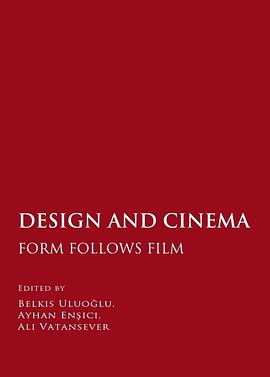 DESIGN AND CINEMA
FORM FOLLOWS FILM
EDITED BY
BELKIS ULUOĞLU,
AYHAN ENŞICI,
ALI VATANSEVER